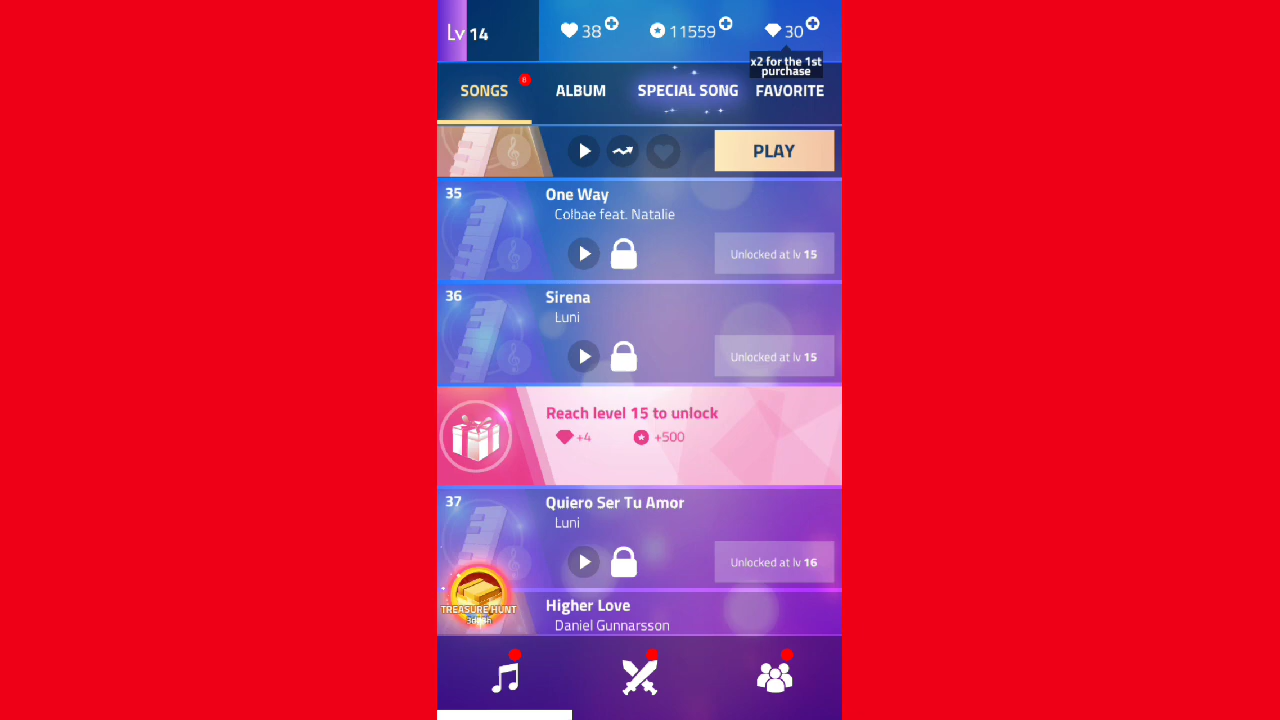 Lv 14
38
11559
30
x2 for the 1st
purchase
SONGS
6
ALBUM
SPECIAL SONG
FAVORITE
PLAY
35
One Way
Colbae feat. Natalie
Unlocked at lv 15
36
Sirena
Luni
Unlocked at lv 15
Reach level 15 to unlock
+4
+500
37
Quiero Ser Tu Amor
Luni
Unlocked at lv 16
TREASURE HUNT
Higher Love
Daniel Gunnarsson